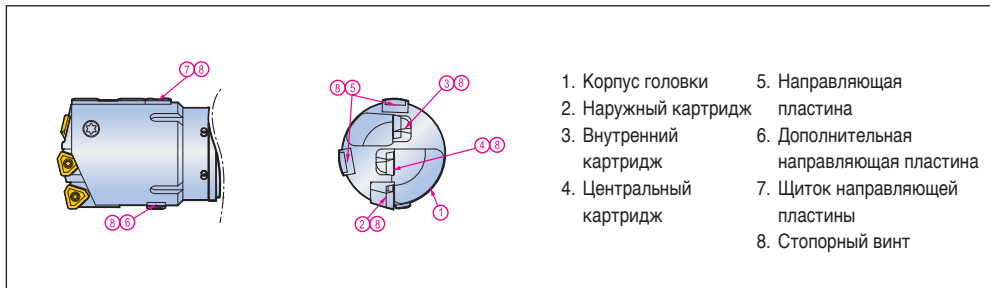 7 8
8 6
8 5
3 8
4 8
1
2 8
1. Корпус головки
2. Наружный картридж
3. Внутренний
картридж
4. Центральный
картридж
5. Направляющая
пластина
6. Дополнительная
направляющая пластина
7. Щиток направляющей
пластины
8. Стопорный винт